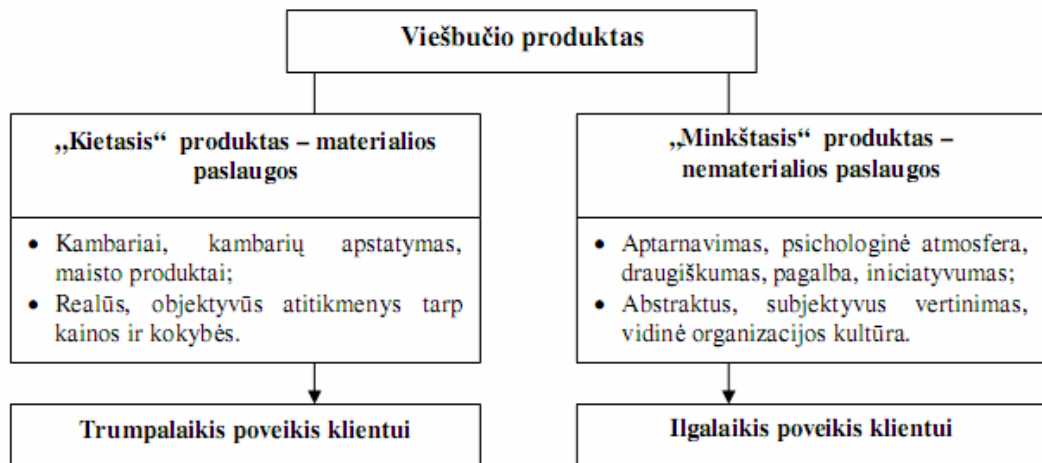 Viešbučio produktas
„Kietasis“ produktas – materialios
paslaugos
• Kambariai, kambarių apstatymas,
maisto produktai;
• Realūs, objektyvūs atitikmenys tarp
kainos ir kokybės.
Trumpalaikis poveikis klientui
„Minkštasis“ produktas –
nematerialios paslaugos
• Aptarnavimas, psichologinė atmosfera,
draugiškumas, pagalba, iniciatyvumas;
• Abstraktus, subjektyvus vertinimas,
vidinė organizacijos kultūra.
Ilgalaikis poveikis klientui